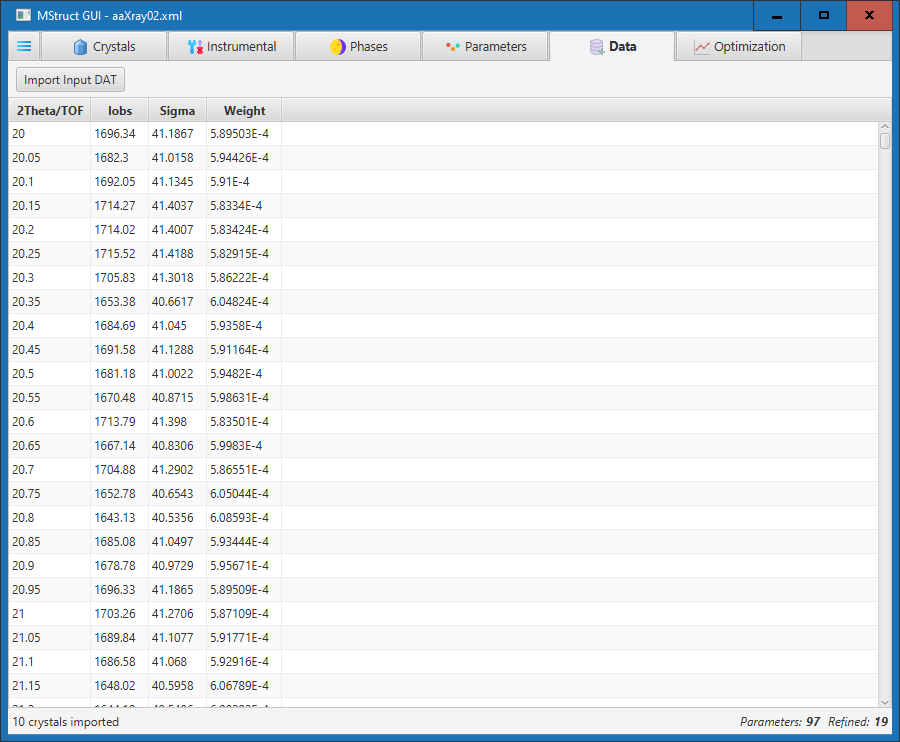 MStruct GUI - aaXray02.xml
Crystals Instrumental Phases Parameters Data Optimization
Import Input DAT
2Theta/TOF Iobs Sigma Weight
20 1696.34 41.1867 5.89503E-4
20.05 1682.3 41.0158 5.94426E-4
20.1 1692.05 41.1345 5.91E-4
20.15 1714.27 41.4037 5.8334E-4
20.2 1714.02 41.4007 5.83424E-4
20.25 1715.52 41.4188 5.82915E-4
20.3 1705.83 41.3018 5.86222E-4
20.35 1653.38 40.6617 6.04824E-4
20.4 1684.69 41.045 5.9358E-4
20.45 1691.58 41.1288 5.91164E-4
20.5 1681.18 41.0022 5.9482E-4
20.55 1670.48 40.8715 5.98631E-4
20.6 1713.79 41.398 5.83501E-4
20.65 1667.14 40.8306 5.9983E-4
20.7 1704.88 41.2902 5.86551E-4
20.75 1652.78 40.6543 6.05044E-4
20.8 1643.13 40.5356 6.08593E-4
20.85 1685.08 41.0497 5.93444E-4
20.9 1678.78 40.9729 5.95671E-4
20.95 1696.33 41.1865 5.89509E-4
21 1703.26 41.2706 5.87109E-4
21.05 1689.84 41.1077 5.91771E-4
21.1 1686.58 41.068 5.92916E-4
21.15 1648.02 40.5958 6.06789E-4
10 crystals imported Parameters: 97 Refined: 19